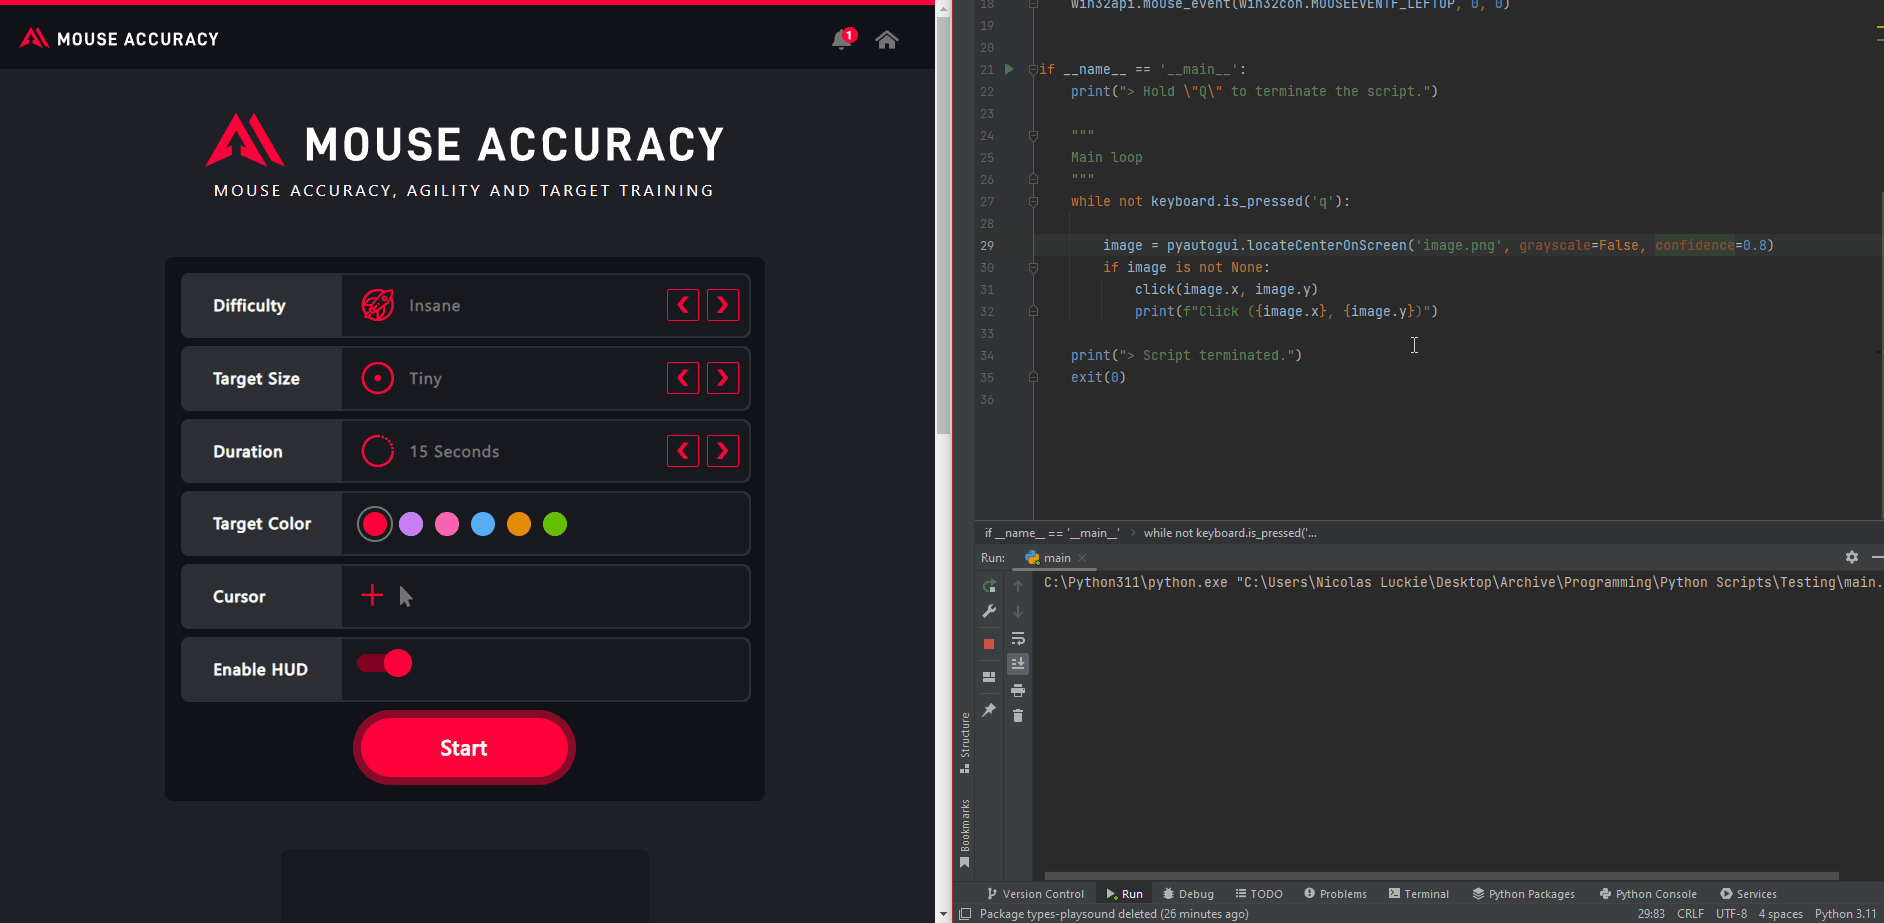 MOUSE ACCURACY
1
MOUSE ACCURACY
MOUSE ACCURACY, AGILITY AND TARGET TRAINING
Difficulty
Insane
Target Size
Tiny
Duration
15 Seconds
Target Color
Cursor
Enable HUD
Start
18 win32api.mouse_event(win32con.MOUSEEVENTF_LEFTUP, 0, 0)
19
20
21 if __name__ == '__main__':
22 print("> Hold \"Q\" to terminate the script.")
23
24 """
25 Main loop
26 """
27 while not keyboard.is_pressed('q'):
28
29 image = pyautogui.locateCenterOnScreen('image.png', grayscale=False, confidence=0.8)
30 if image is not None:
31 click(image.x, image.y)
32 print(f"Click ({image.x}, {image.y})")
33
34 print("> Script terminated.")
35 exit(0)
36
if __name__ == '__main__' › while not keyboard.is_pressed('...
Run: main
C:\Python311\python.exe "C:\Users\Nicolas Luckie\Desktop\Archive\Programming\Python Scripts\Testing\main.
Structure
Bookmarks
Version Control Run Debug TODO Problems Terminal Python Packages Python Console Services
Package types-playsound deleted (26 minutes ago) 29:83 CRLF UTF-8 4 spaces Python 3.11